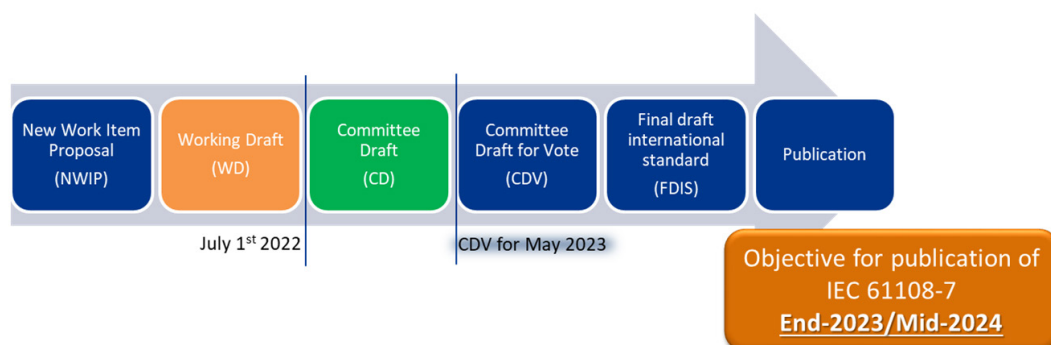 New Work Item
Proposal
(NWIP)
Working Draft
(WD)
Committee
Draft
(CD)
Committee
Draft for Vote
(CDV)
Final draft
international
standard
(FDIS)
Publication
July 1st 2022
CDV for May 2023
Objective for publication of
IEC 61108-7
End-2023/Mid-2024